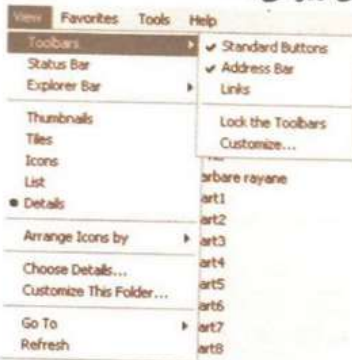 View Favorites Tools Help
Toolbars
Status Bar
Explorer Bar
Thumbnails
Tiles
Icons
List
Details
Arrange Icons by
Choose Details...
Customize This Folder...
Go To
Refresh
Standard Buttons
Address Bar
Links
Lock the Toolbars
Customize...
arbare rayane
art1
art2
art3
art4
art5
art6
art7
art8